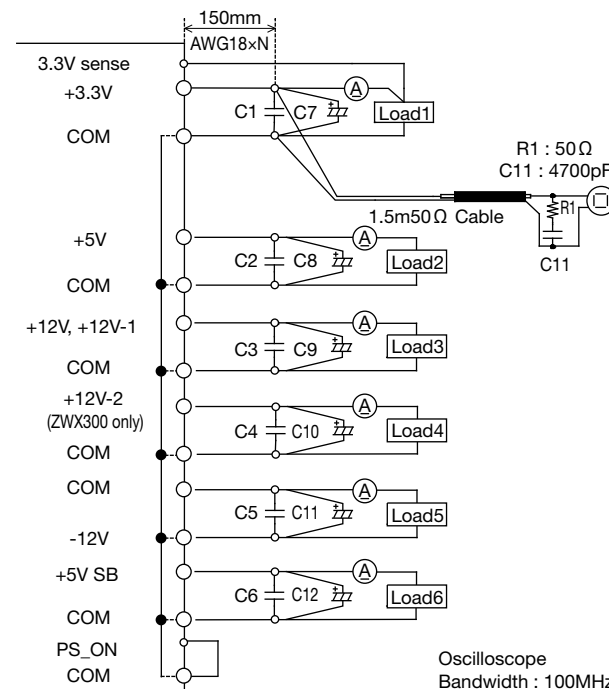 150mm
AWG18×N
3.3V sense
+3.3V
C1
C7
A
Load1
COM
R1 : 50Ω
C11 : 4700pF
R1
1.5m50Ω Cable
C11
+5V
C2
C8
A
Load2
COM
+12V, +12V-1
C3
C9
A
Load3
COM
+12V-2
(ZWX300 only)
C4
C10
A
Load4
COM
COM
C5
C11
A
Load5
-12V
+5V SB
C6
C12
A
Load6
COM
PS_ON
COM
Oscilloscope
Bandwidth : 100MHz